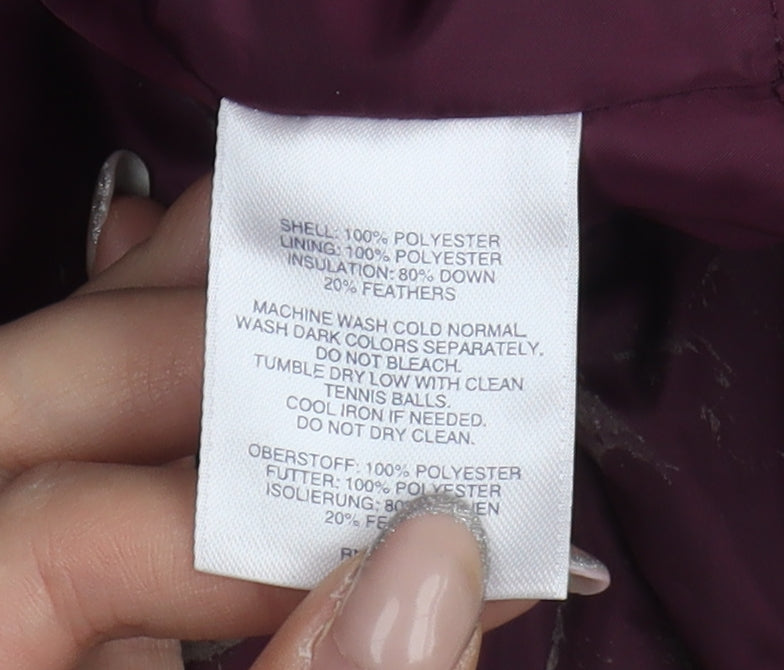 SHELL: 100% POLYESTER
LINING: 100% POLYESTER
INSULATION: 80% DOWN
20% FEATHERS
MACHINE WASH COLD NORMAL.
WASH DARK COLORS SEPARATELY.
DO NOT BLEACH.
TUMBLE DRY LOW WITH CLEAN
TENNIS BALLS.
COOL IRON IF NEEDED.
DO NOT DRY CLEAN.
OBERSTOFF: 100% POLYESTER
FUTTER: 100% POLYESTER
ISOLIERUNG:
20%